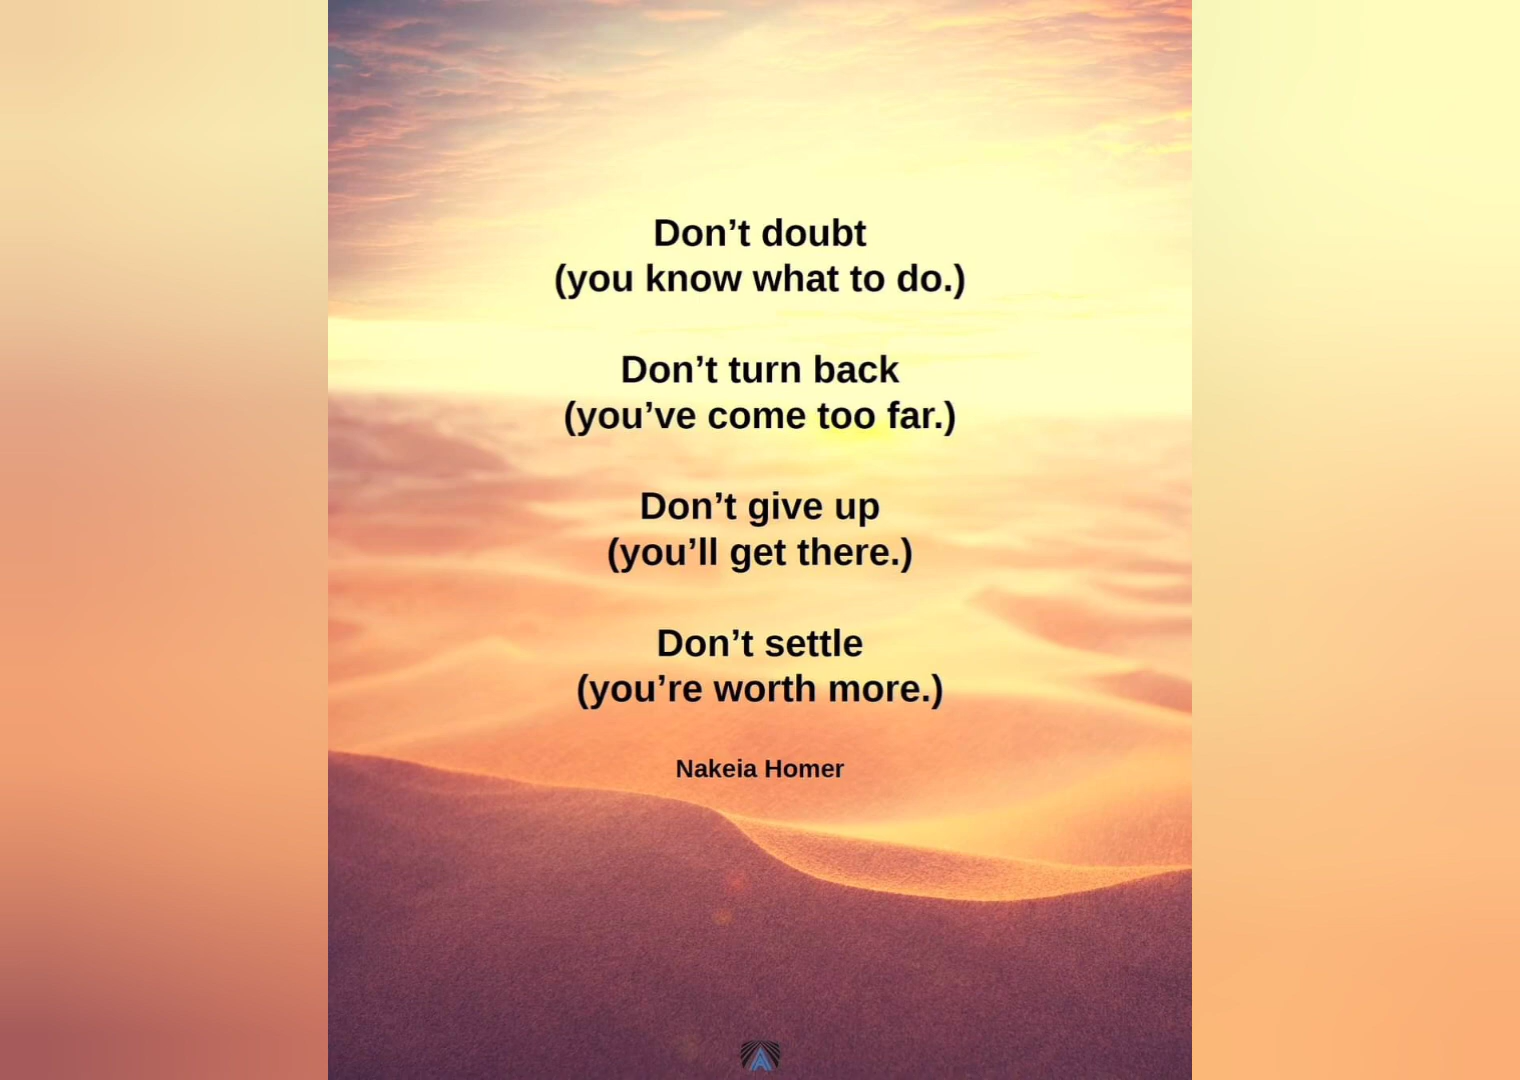 Don’t doubt
(you know what to do.)
Don’t turn back
(you’ve come too far.)
Don’t give up
(you’ll get there.)
Don’t settle
(you’re worth more.)
Nakeia Homer